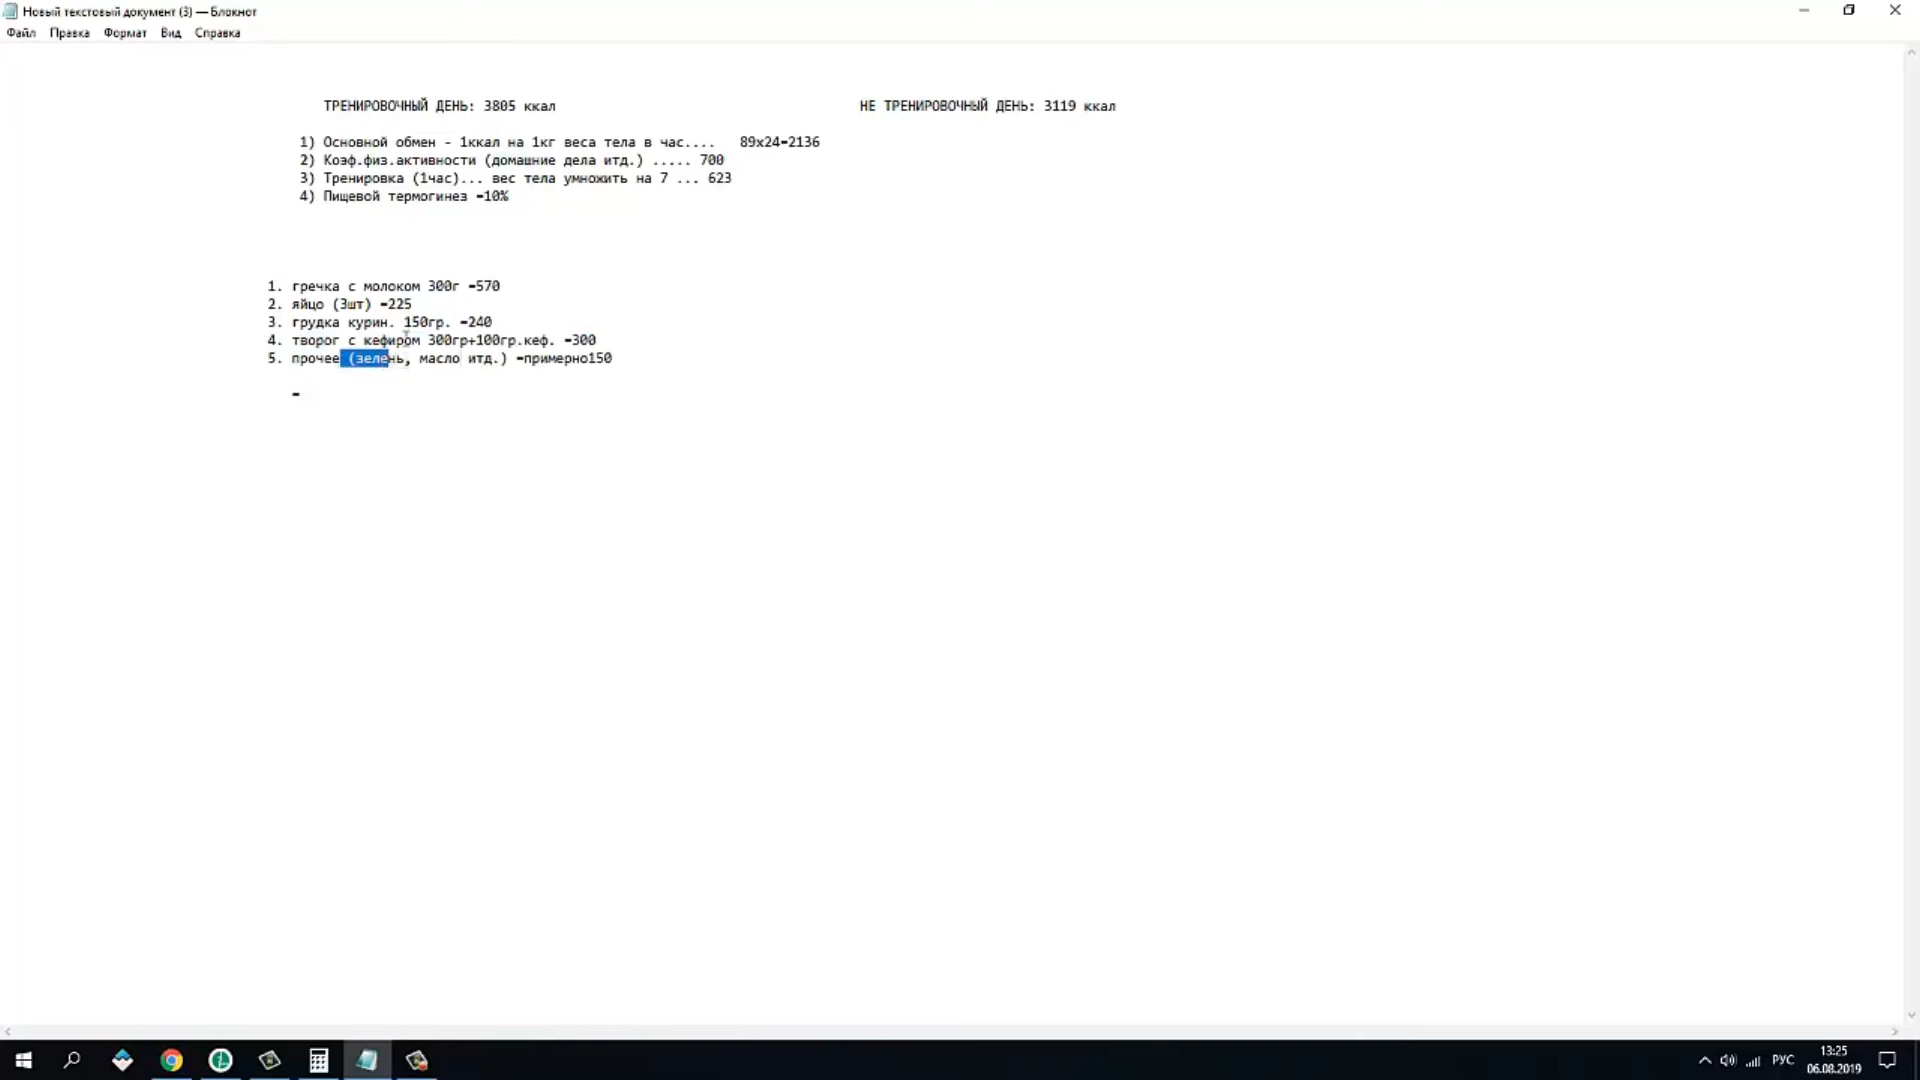 Новый текстовый документ (3) — Блокнот
Файл Правка Формат Вид Справка
ТРЕНИРОВОЧНЫЙ ДЕНЬ: 3805 ккал
НЕ ТРЕНИРОВОЧНЫЙ ДЕНЬ: 3119 ккал
1) Основной обмен - 1ккал на 1кг веса тела в час.... 89x24=2136
2) Коэф.физ.активности (домашние дела итд.) ..... 700
3) Тренировка (1час)... вес тела умножить на 7 ... 623
4) Пищевой термогинез =10%
1. гречка с молоком 300г =570
2. яйцо (3шт) =225
3. грудка курин. 150гр. =240
4. творог с кефиром 300гр+100гр.кеф. =300
5. прочее (зелень, масло итд.) =примерно150
=
РУС
13:25
06.08.2019